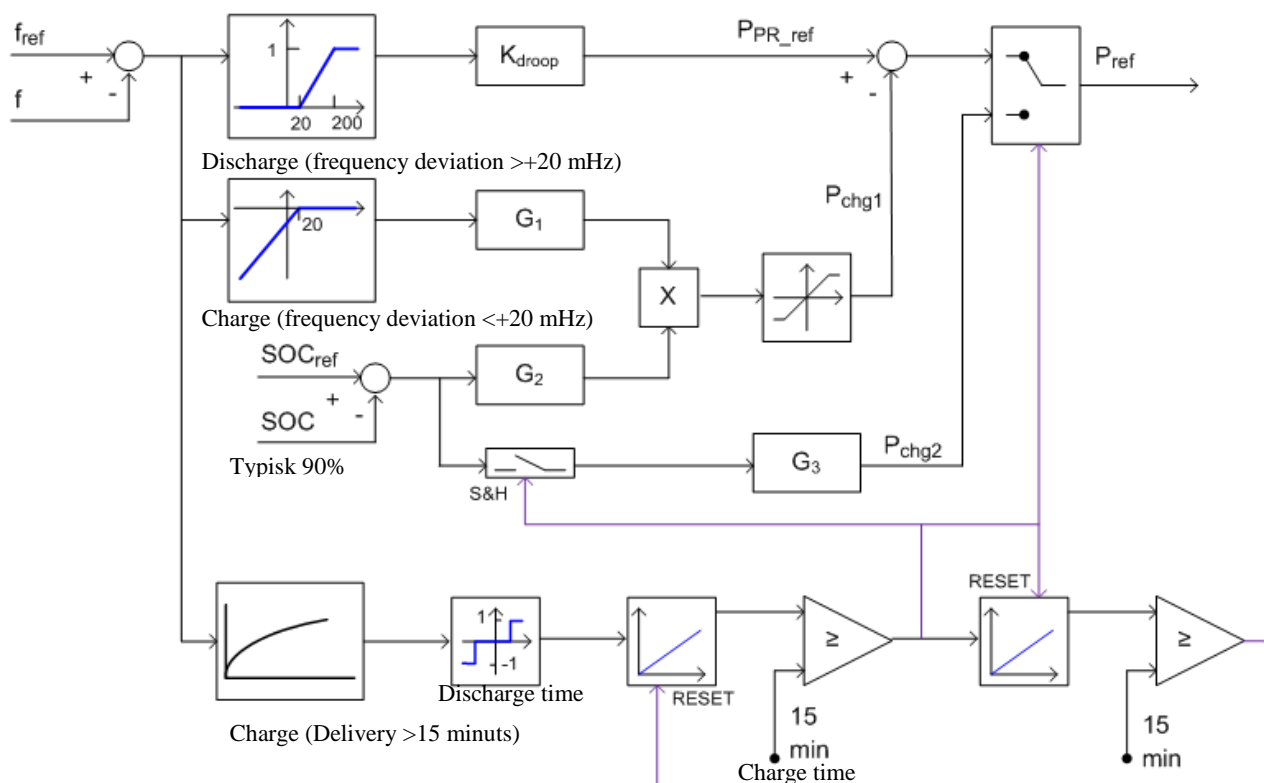 f_ref
+
-
f
1
20 200
K_droop
P_PR_ref
+
-
P_ref
Discharge (frequency deviation >+20 mHz)
20
G_1
P_chg1
X
Charge (frequency deviation <+20 mHz)
SOC_ref
+
-
SOC
G_2
Typisk 90%
S&H
G_3
P_chg2
1
-1
Discharge time
RESET
≥
RESET
≥
Charge (Delivery >15 minuts)
15
min
Charge time
15
min